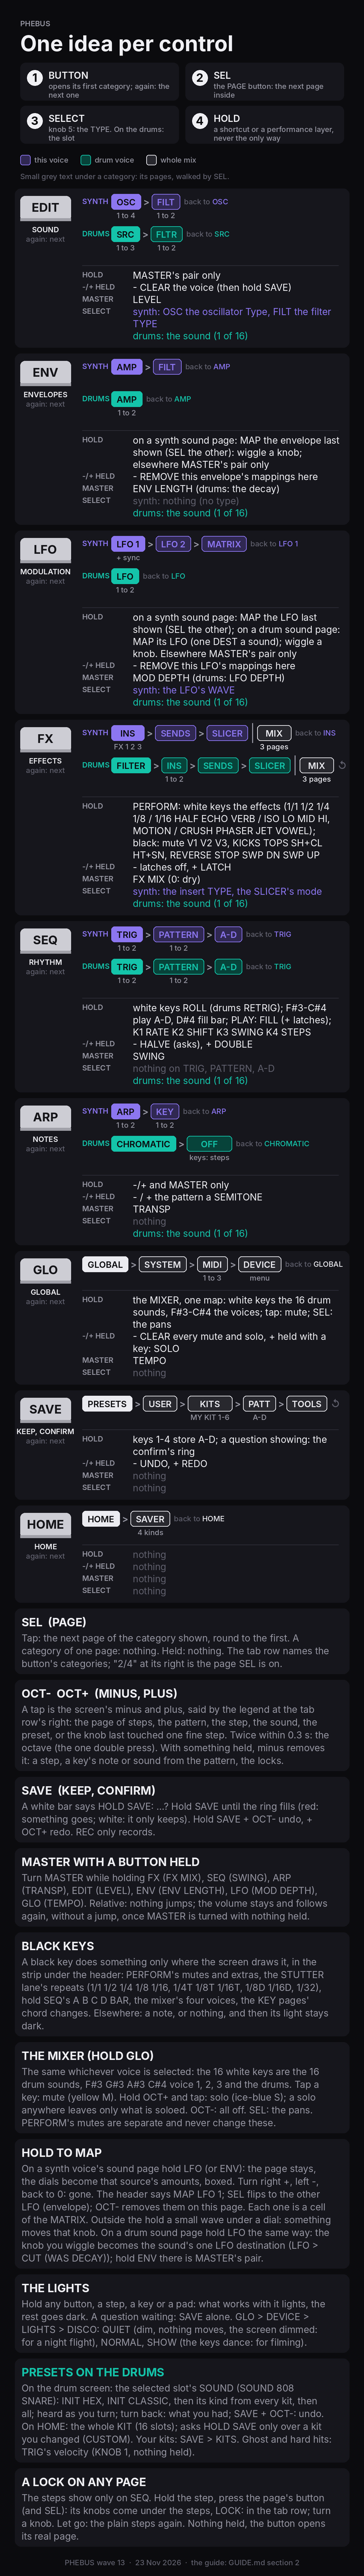 PHEBUS
One idea per control
1 BUTTON
opens its first category; again: the
next one
2 SEL
the PAGE button: the next page
inside
3 SELECT
knob 5: the TYPE. On the drums:
the slot
4 HOLD
a shortcut or a performance layer,
never the only way
this voice drum voice whole mix
Small grey text under a category: its pages, walked by SEL.
EDIT
SOUND
again: next
SYNTH OSC > FILT back to OSC
1 to 4 1 to 2
DRUMS SRC > FLTR back to SRC
1 to 3 1 to 2
HOLD MASTER's pair only
-/+ HELD - CLEAR the voice (then hold SAVE)
MASTER LEVEL
SELECT synth: OSC the oscillator Type, FILT the filter
TYPE
drums: the sound (1 of 16)
ENV
ENVELOPES
again: next
SYNTH AMP > FILT back to AMP
DRUMS AMP back to AMP
1 to 2
HOLD on a synth sound page: MAP the envelope last
shown (SEL the other): wiggle a knob;
elsewhere MASTER's pair only
-/+ HELD - REMOVE this envelope's mappings here
MASTER ENV LENGTH (drums: the decay)
SELECT synth: nothing (no type)
drums: the sound (1 of 16)
LFO
MODULATION
again: next
SYNTH LFO 1 > LFO 2 > MATRIX back to LFO 1
+ sync
DRUMS LFO back to LFO
1 to 2
HOLD on a synth sound page: MAP the LFO last
shown (SEL the other); on a drum sound page:
MAP its LFO (one DEST a sound); wiggle a
knob. Elsewhere MASTER's pair only
-/+ HELD - REMOVE this LFO's mappings here
MASTER MOD DEPTH (drums: LFO DEPTH)
SELECT synth: the LFO's WAVE
drums: the sound (1 of 16)
FX
EFFECTS
again: next
SYNTH INS > SENDS > SLICER MIX back to INS
FX 1 2 3 3 pages
DRUMS FILTER > INS > SENDS > SLICER MIX
1 to 2 3 pages
HOLD PERFORM: white keys the effects (1/1 1/2 1/4
1/8 / 1/16 HALF ECHO VERB / ISO LO MID HI,
MOTION / CRUSH PHASER JET VOWEL);
black: mute V1 V2 V3, KICKS TOPS SH+CL
HT+SN, REVERSE STOP SWP DN SWP UP
-/+ HELD - latches off, + LATCH
MASTER FX MIX (0: dry)
SELECT synth: the insert TYPE, the SLICER's mode
drums: the sound (1 of 16)
SEQ
RHYTHM
again: next
SYNTH TRIG > PATTERN > A-D back to TRIG
1 to 2 1 to 2
DRUMS TRIG > PATTERN > A-D back to TRIG
1 to 2 1 to 2
HOLD white keys ROLL (drums RETRIG); F#3-C#4
play A-D, D#4 fill bar; PLAY: FILL (+ latches);
K1 RATE K2 SHIFT K3 SWING K4 STEPS
-/+ HELD - HALVE (asks), + DOUBLE
MASTER SWING
SELECT nothing on TRIG, PATTERN, A-D
drums: the sound (1 of 16)
ARP
NOTES
again: next
SYNTH ARP > KEY back to ARP
1 to 2 1 to 2
DRUMS CHROMATIC > OFF back to CHROMATIC
keys: steps
HOLD -/+ and MASTER only
-/+ HELD - / + the pattern a SEMITONE
MASTER TRANSP
SELECT nothing
drums: the sound (1 of 16)
GLO
GLOBAL
again: next
GLOBAL > SYSTEM > MIDI > DEVICE back to GLOBAL
1 to 3 menu
HOLD the MIXER, one map: white keys the 16 drum
sounds, F#3-C#4 the voices; tap: mute; SEL:
the pans
-/+ HELD - CLEAR every mute and solo, + held with a
key: SOLO
MASTER TEMPO
SELECT nothing
SAVE
KEEP, CONFIRM
again: next
PRESETS > USER > KITS > PATT > TOOLS
MY KIT 1-6 A-D
HOLD keys 1-4 store A-D; a question showing: the
confirm's ring
-/+ HELD - UNDO, + REDO
MASTER nothing
SELECT nothing
HOME
HOME
again: next
HOME > SAVER back to HOME
4 kinds
HOLD nothing
-/+ HELD nothing
MASTER nothing
SELECT nothing
SEL (PAGE)
Tap: the next page of the category shown, round to the first. A
category of one page: nothing. Held: nothing. The tab row names the
button's categories; "2/4" at its right is the page SEL is on.
OCT- OCT+ (MINUS, PLUS)
A tap is the screen's minus and plus, said by the legend at the tab
row's right: the page of steps, the pattern, the step, the sound, the
preset, or the knob last touched one fine step. Twice within 0.3 s: the
octave (the one double press). With something held, minus removes
it: a step, a key's note or sound from the pattern, the locks.
SAVE (KEEP, CONFIRM)
A white bar says HOLD SAVE: ...? Hold SAVE until the ring fills (red:
something goes; white: it only keeps). Hold SAVE + OCT- undo, +
OCT+ redo. REC only records.
MASTER WITH A BUTTON HELD
Turn MASTER while holding FX (FX MIX), SEQ (SWING), ARP
(TRANSP), EDIT (LEVEL), ENV (ENV LENGTH), LFO (MOD DEPTH),
GLO (TEMPO). Relative: nothing jumps; the volume stays and follows
again, without a jump, once MASTER is turned with nothing held.
BLACK KEYS
A black key does something only where the screen draws it, in the
strip under the header: PERFORM's mutes and extras, the STUTTER
lane's repeats (1/1 1/2 1/4 1/8 1/16, 1/4T 1/8T 1/16T, 1/8D 1/16D, 1/32),
hold SEQ's A B C D BAR, the mixer's four voices, the KEY pages'
chord changes. Elsewhere: a note, or nothing, and then its light stays
dark.
THE MIXER (HOLD GLO)
The same whichever voice is selected: the 16 white keys are the 16
drum sounds, F#3 G#3 A#3 C#4 voice 1, 2, 3 and the drums. Tap a
key: mute (yellow M). Hold OCT+ and tap: solo (ice-blue S); a solo
anywhere leaves only what is soloed. OCT-: all off. SEL: the pans.
PERFORM's mutes are separate and never change these.
HOLD TO MAP
On a synth voice's sound page hold LFO (or ENV): the page stays,
the dials become that source's amounts, boxed. Turn right +, left -,
back to 0: gone. The header says MAP LFO 1; SEL flips to the other
LFO (envelope); OCT- removes them on this page. Each one is a cell
of the MATRIX. Outside the hold a small wave under a dial: something
moves that knob. On a drum sound page hold LFO the same way: the
knob you wiggle becomes the sound's one LFO destination (LFO >
CUT (WAS DECAY)); hold ENV there is MASTER's pair.
THE LIGHTS
Hold any button, a step, a key or a pad: what works with it lights, the
rest goes dark. A question waiting: SAVE alone. GLO > DEVICE >
LIGHTS > DISCO: QUIET (dim, nothing moves, the screen dimmed:
for a night flight), NORMAL, SHOW (the keys dance: for filming).
PRESETS ON THE DRUMS
On the drum screen: the selected slot's SOUND (SOUND 808
SNARE): INIT HEX, INIT CLASSIC, then its kind from every kit, then
all; heard as you turn; turn back: what you had; SAVE + OCT-: undo.
On HOME: the whole KIT (16 slots); asks HOLD SAVE only over a kit
you changed (CUSTOM). Your kits: SAVE > KITS. Ghost and hard hits:
TRIG's velocity (KNOB 1, nothing held).
A LOCK ON ANY PAGE
The steps show only on SEQ. Hold the step, press the page's button
(and SEL): its knobs come under the steps, LOCK: in the tab row; turn
a knob. Let go: the plain steps again. Nothing held, the button opens
its real page.
PHEBUS wave 13 · 23 Nov 2026 · the guide: GUIDE.md section 2